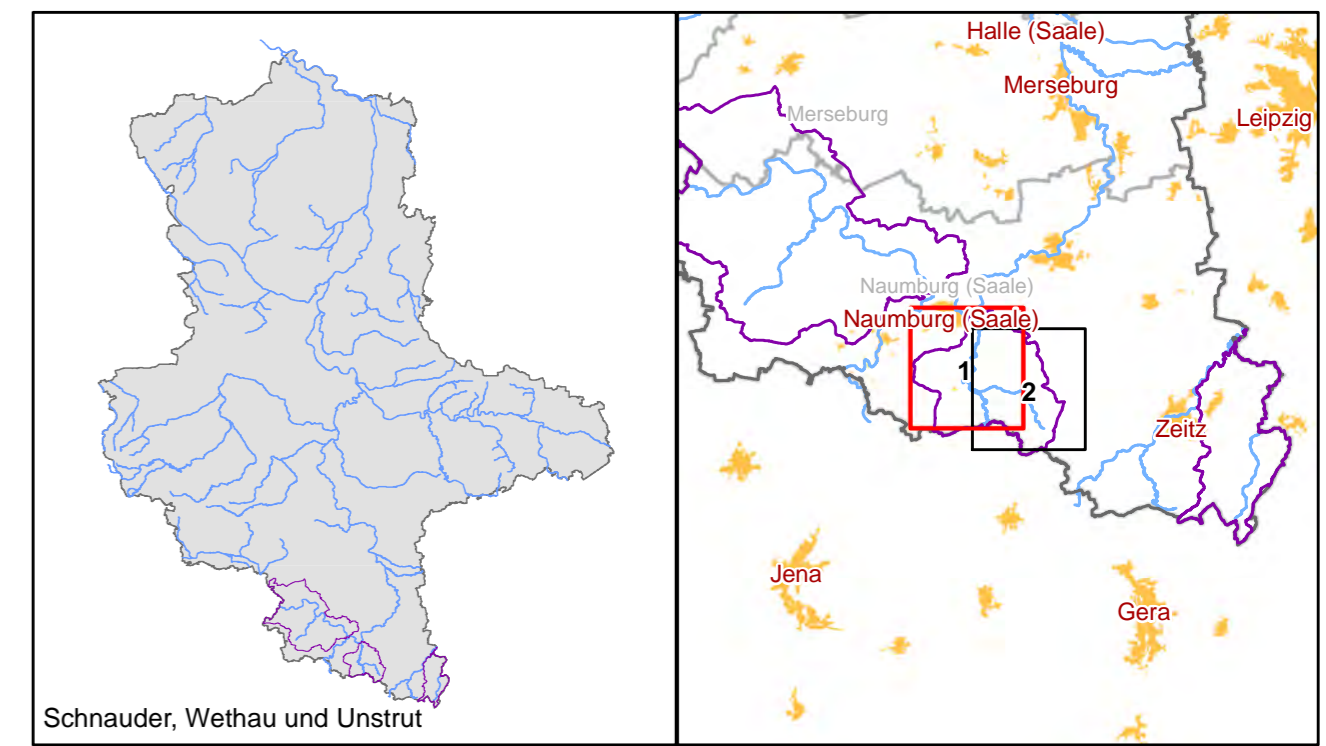 Schnauder, Wethau und Unstrut
Halle (Saale)
Merseburg
Leipzig
Merseburg
Naumburg (Saale)
Naumburg (Saale)
1
2
Zeitz
Jena
Gera